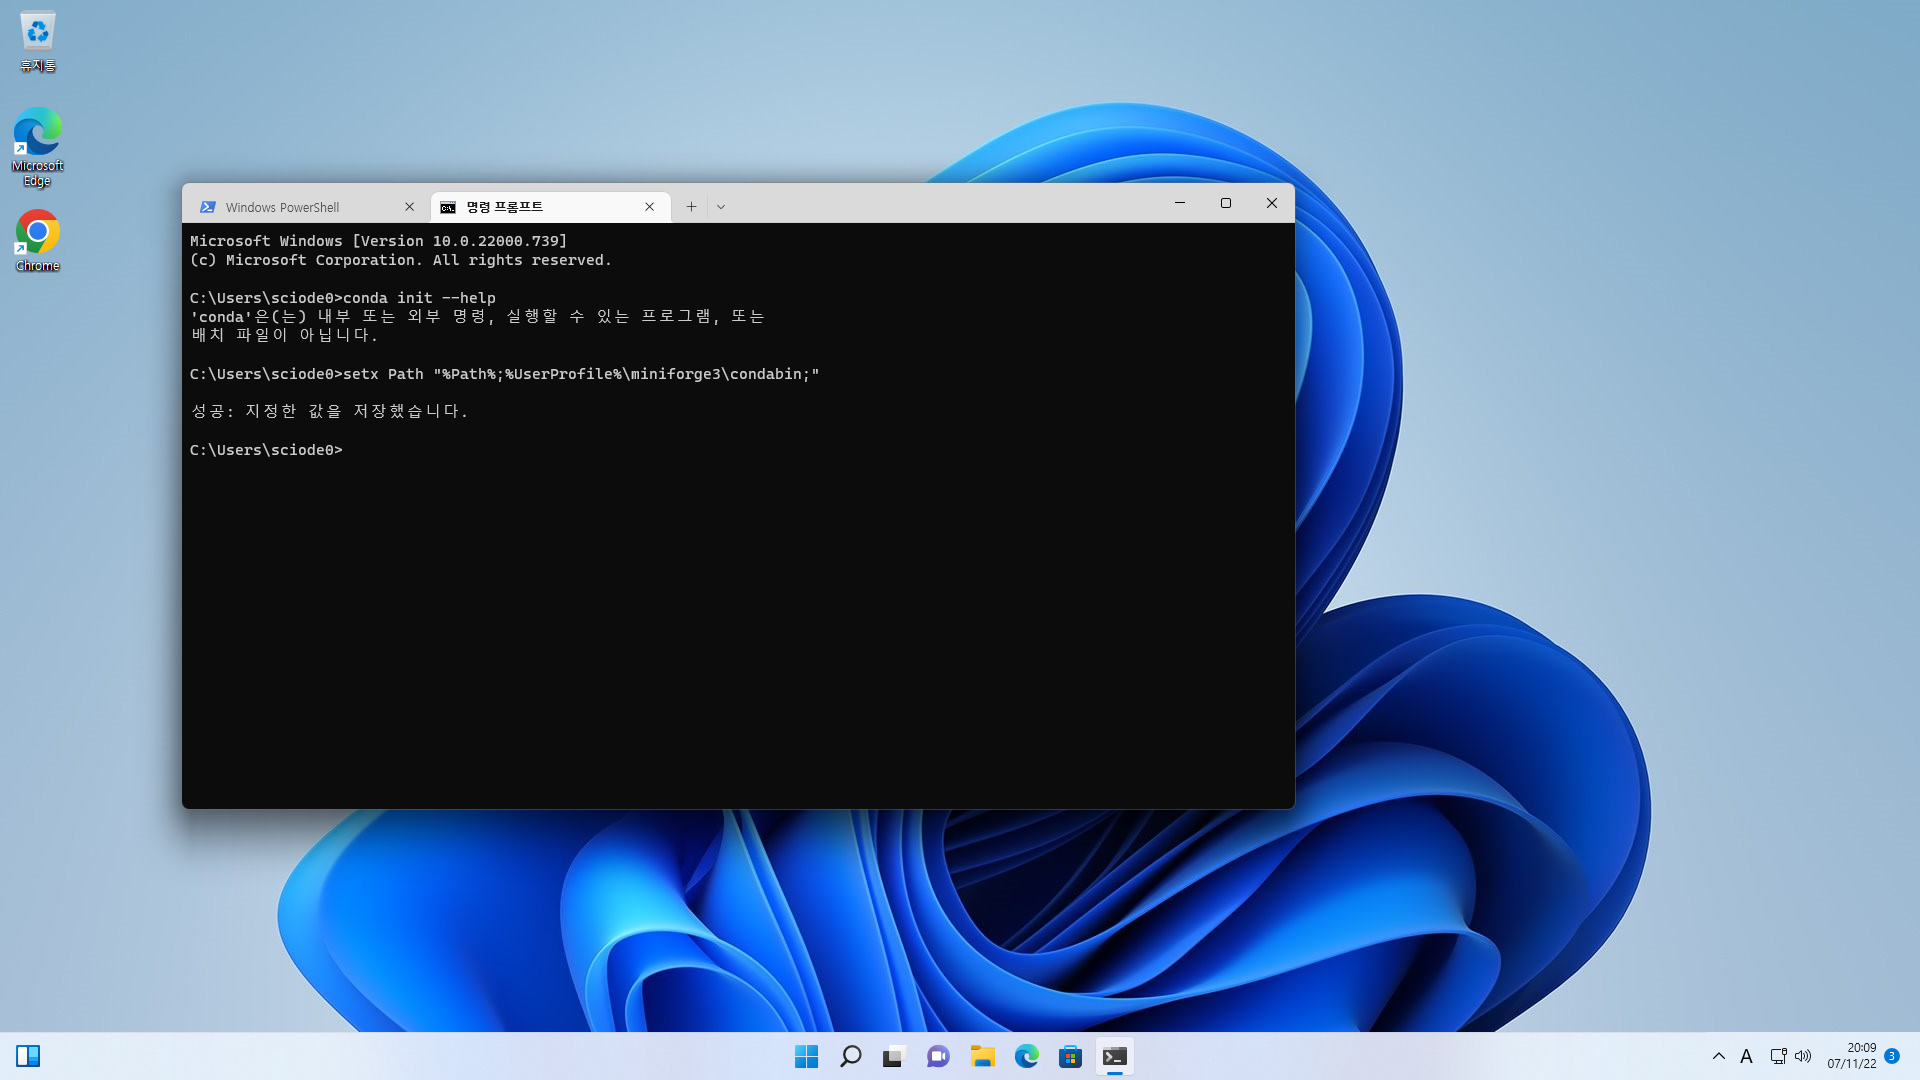 휴지통
Microsoft
Edge
Chrome
Windows PowerShell
명령 프롬프트
Microsoft Windows [Version 10.0.22000.739]
(c) Microsoft Corporation. All rights reserved.
C:\Users\sciode0>conda init --help
'conda'은(는) 내부 또는 외부 명령, 실행할 수 있는 프로그램, 또는
배치 파일이 아닙니다.
C:\Users\sciode0>setx Path "%Path%;%UserProfile%\miniforge3\condabin;"
성공: 지정한 값을 저장했습니다.
C:\Users\sciode0>
A
20:09
07/11/22
3